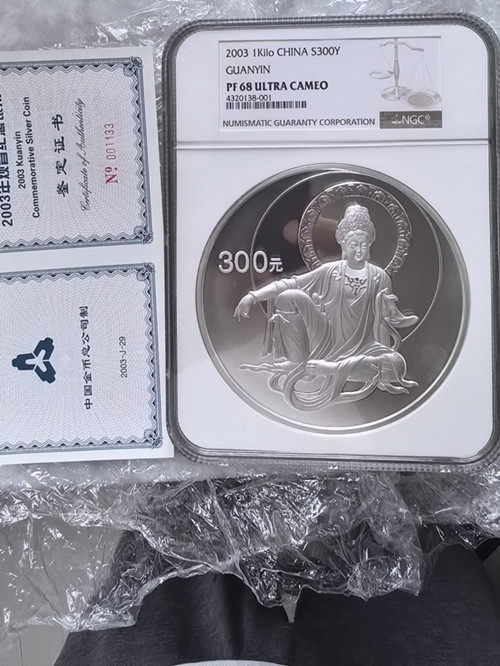 2003 1Kilo CHINA S300Y
GUANYIN
PF 68 ULTRA CAMEO
4320138-001
NUMISMATIC GUARANTY CORPORATION
NGC
300元
2003 Kuanyin
Commemorative Silver Coin
鉴定证书
Certificate of Authenticity
№ 001133
中国金币总公司制
2003-J-29